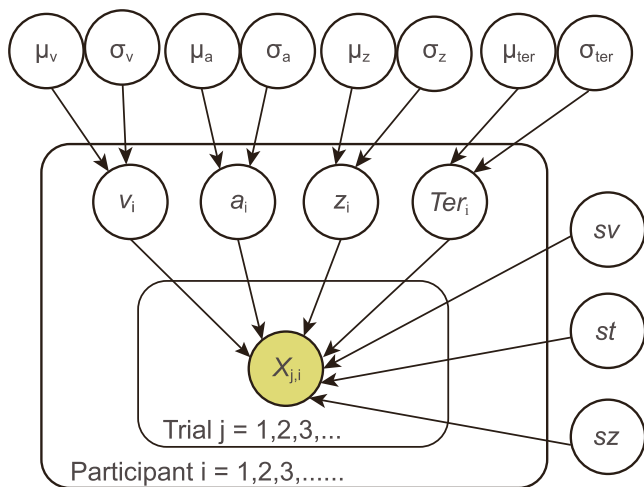 μv σv μa σa μz σz μter σter
vi ai zi Teri
sv
st
Xj,i
sz
Trial j = 1,2,3,...
Participant i = 1,2,3,......